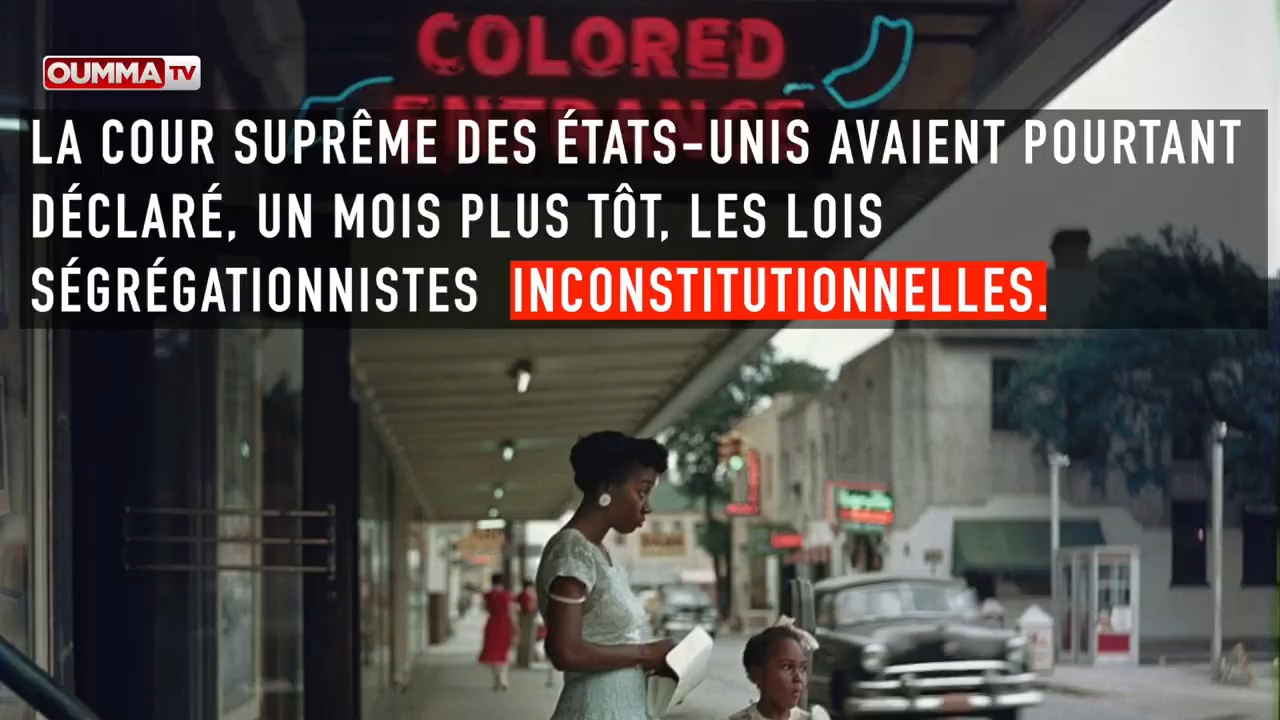 COLORED
ENTRANCE
OUMMA TV
LA COUR SUPRÊME DES ÉTATS-UNIS AVAIENT POURTANT
DÉCLARÉ, UN MOIS PLUS TÔT, LES LOIS
SÉGRÉGATIONNISTES INCONSTITUTIONNELLES.